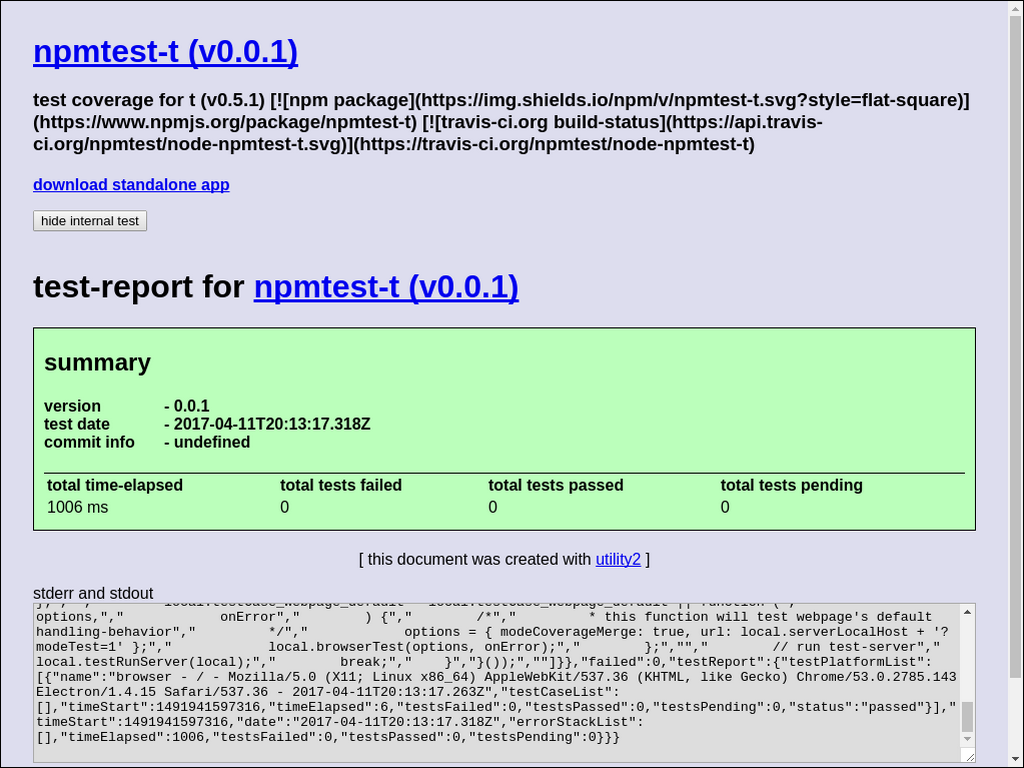 npmtest-t (v0.0.1)
test coverage for t (v0.5.1) [![npm package](https://img.shields.io/npm/v/npmtest-t.svg?style=flat-square)]
(https://www.npmjs.org/package/npmtest-t) [![travis-ci.org build-status](https://api.travis-
ci.org/npmtest/node-npmtest-t.svg)](https://travis-ci.org/npmtest/node-npmtest-t)
download standalone app
hide internal test
test-report for npmtest-t (v0.0.1)
summary
version - 0.0.1
test date - 2017-04-11T20:13:17.318Z
commit info - undefined
total time-elapsed total tests failed total tests passed total tests pending
1006 ms 0 0 0
[ this document was created with utility2 ]
stderr and stdout
options,","            onError","        ) {","        /*","         * this function will test webpage's default
handling-behavior","         */","            options = { modeCoverageMerge: true, url: local.serverLocalHost + '?
modeTest=1' };","            local.browserTest(options, onError);","        };","","        // run test-server","
local.testRunServer(local);","        break;","    }","}());",""]}},"failed":0,"testReport":{"testPlatformList":
[{"name":"browser - / - Mozilla/5.0 (X11; Linux x86_64) AppleWebKit/537.36 (KHTML, like Gecko) Chrome/53.0.2785.143
Electron/1.4.15 Safari/537.36 - 2017-04-11T20:13:17.263Z","testCaseList":
[],"timeStart":1491941597316,"timeElapsed":6,"testsFailed":0,"testsPassed":0,"testsPending":0,"status":"passed"}],"
timeStart":1491941597316,"date":"2017-04-11T20:13:17.318Z","errorStackList":
[],"timeElapsed":1006,"testsFailed":0,"testsPassed":0,"testsPending":0}}}